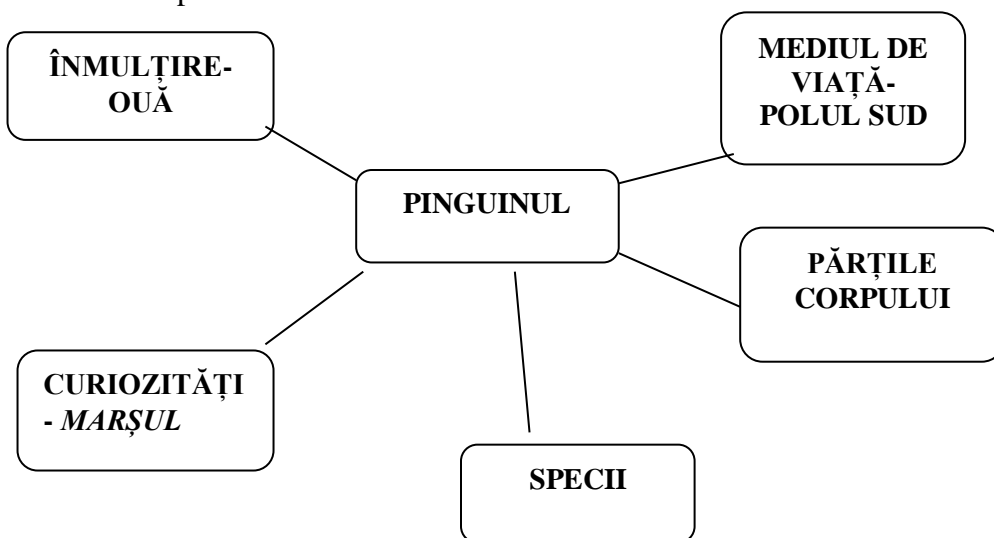 ÎNMULȚIRE-
OUĂ
MEDIUL DE
VIAȚĂ-
POLUL SUD
PINGUINUL
PĂRȚILE
CORPULUI
CURIOZITĂȚI
- MARȘUL
SPECII